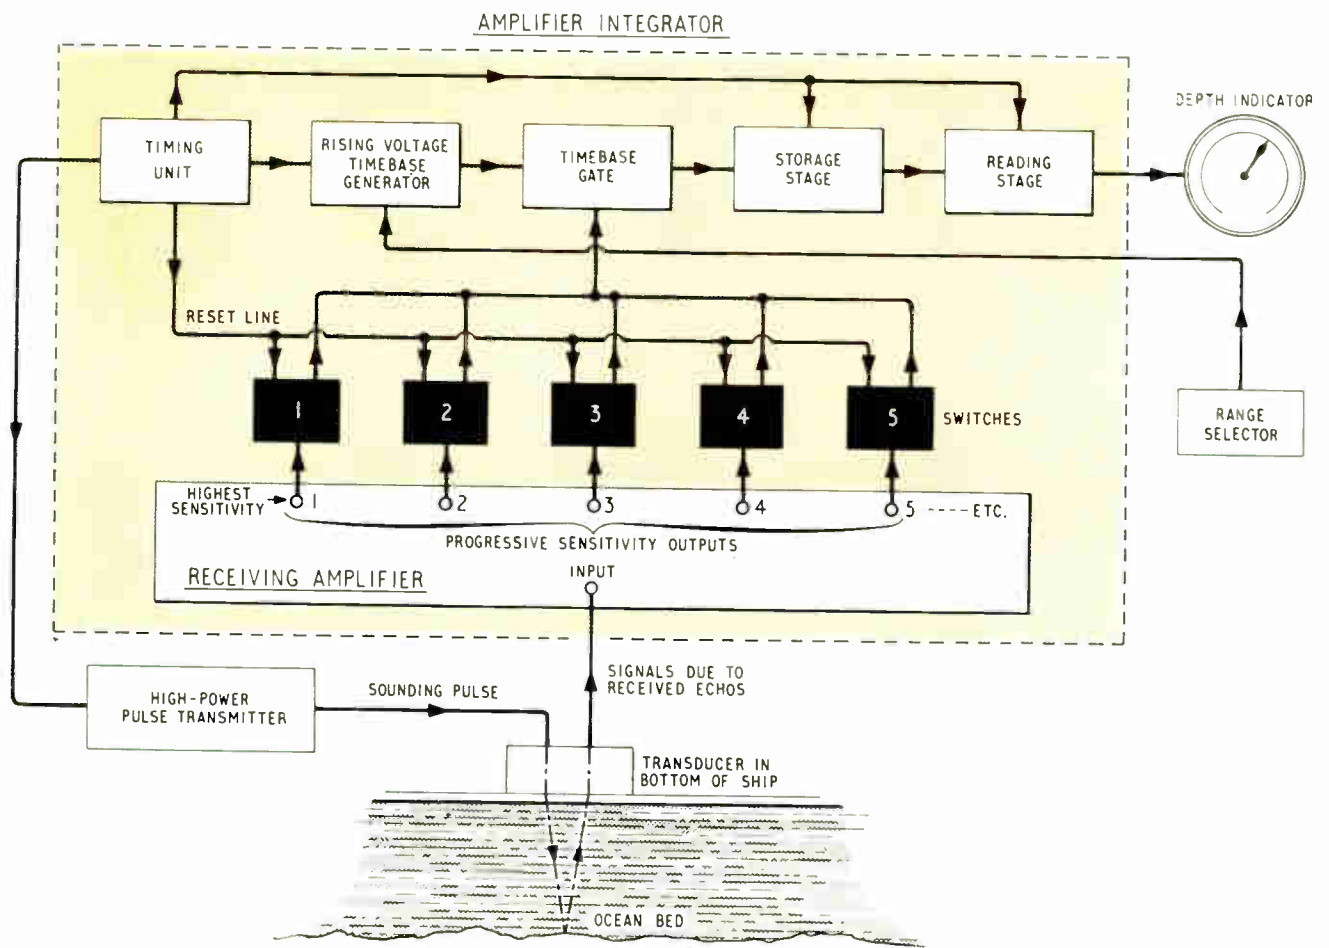 AMPLIFIER INTEGRATOR
DEPTH INDICATOR
TIMING
UNIT
RISING VOLTAGE
TIMEBASE
GENERATOR
TIMEBASE
GATE
STORAGE
STAGE
READING
STAGE
RESET LINE
1
2
3
4
5
SWITCHES
RANGE
SELECTOR
HIGHEST
SENSITIVITY
1
2
3
4
5 ----ETC.
PROGRESSIVE SENSITIVITY OUTPUTS
RECEIVING AMPLIFIER
INPUT
SIGNALS DUE TO
RECEIVED ECHOS
HIGH-POWER
PULSE TRANSMITTER
SOUNDING PULSE
TRANSDUCER IN
BOTTOM OF SHIP
OCEAN BED